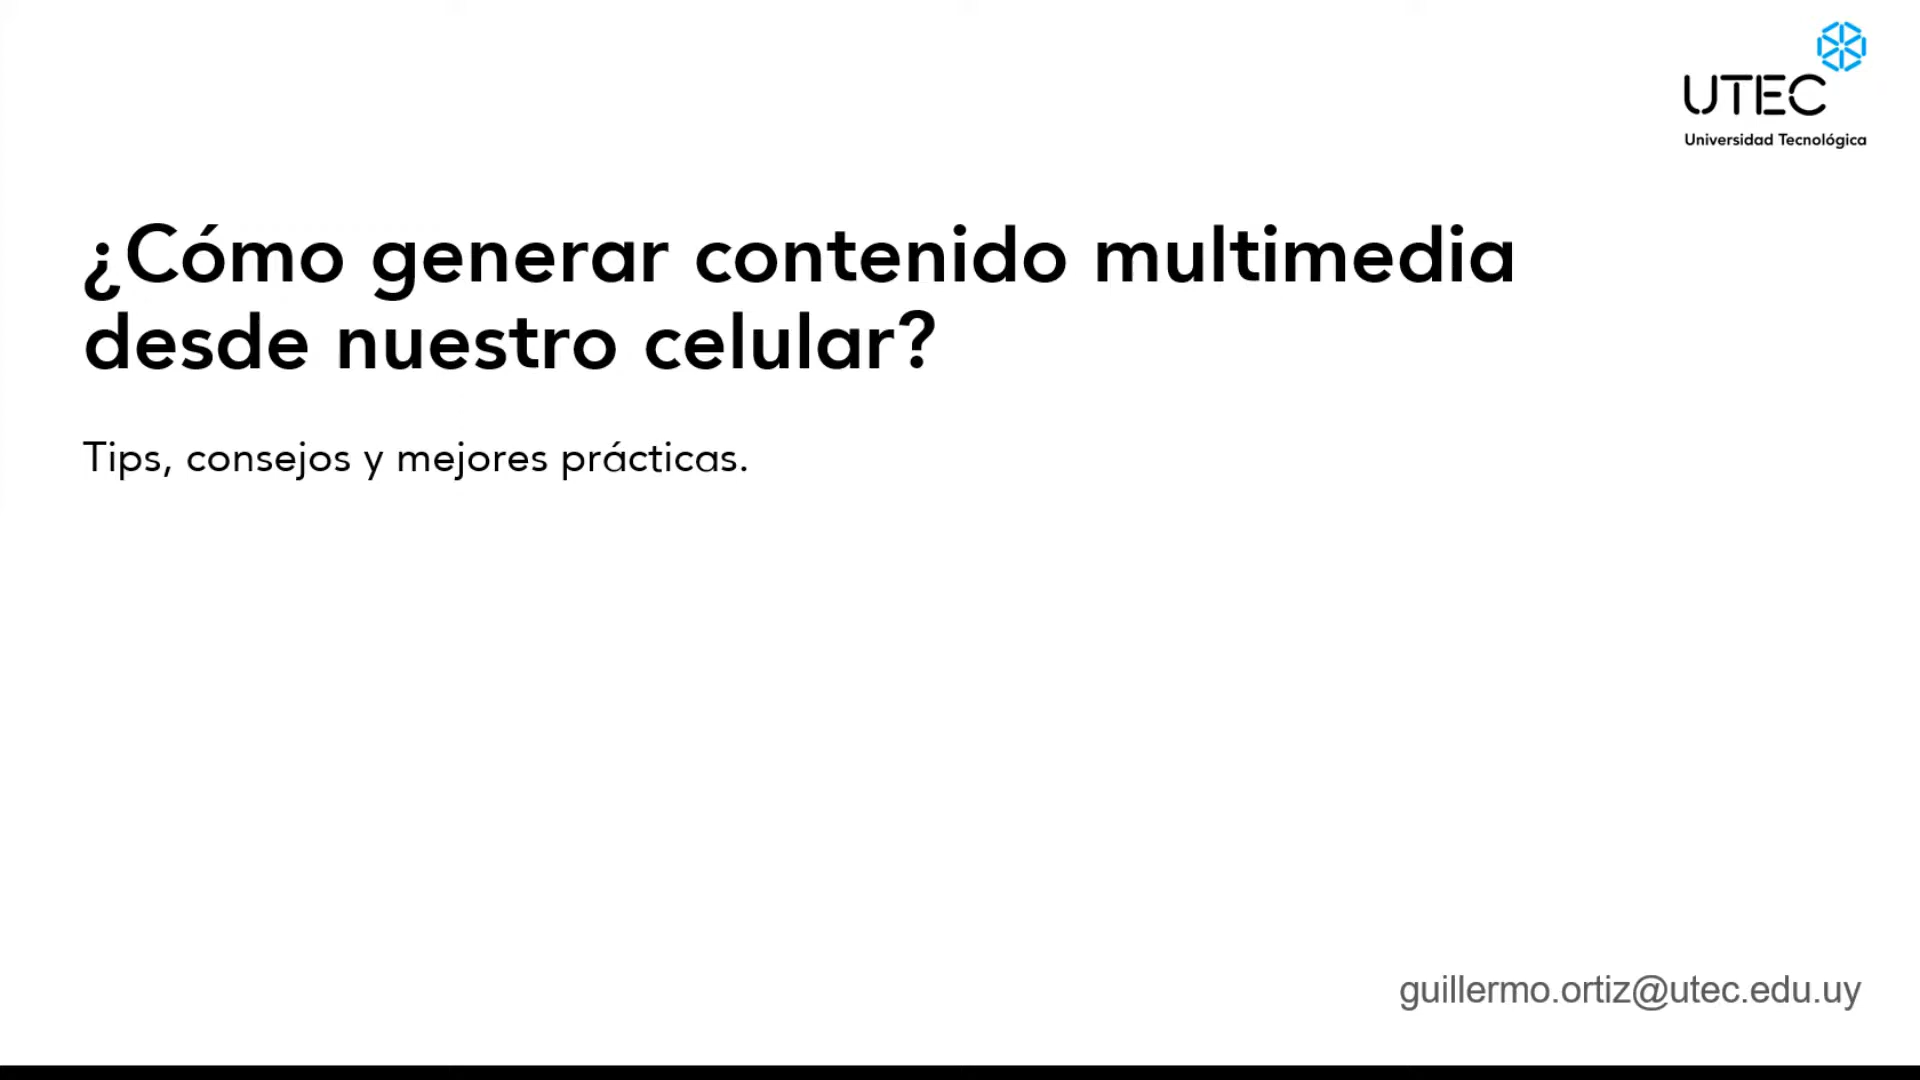 UTEC
Universidad Tecnológica
¿Cómo generar contenido multimedia
desde nuestro celular?
Tips, consejos y mejores prácticas.
guillermo.ortiz@utec.edu.uy